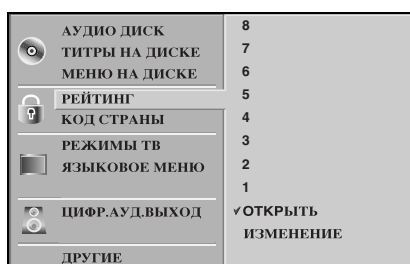 АУДИО ДИСК
ТИТРЫ НА ДИСКЕ
МЕНЮ НА ДИСКЕ
РЕЙТИНГ
КОД СТРАНЫ
РЕЖИМЫ ТВ
ЯЗЫКОВОЕ МЕНЮ
ЦИФР.АУД.ВЫХОД
ДРУГИЕ
8
7
6
5
4
3
2
1
✓ОТКРЫТЬ
ИЗМЕНЕНИЕ